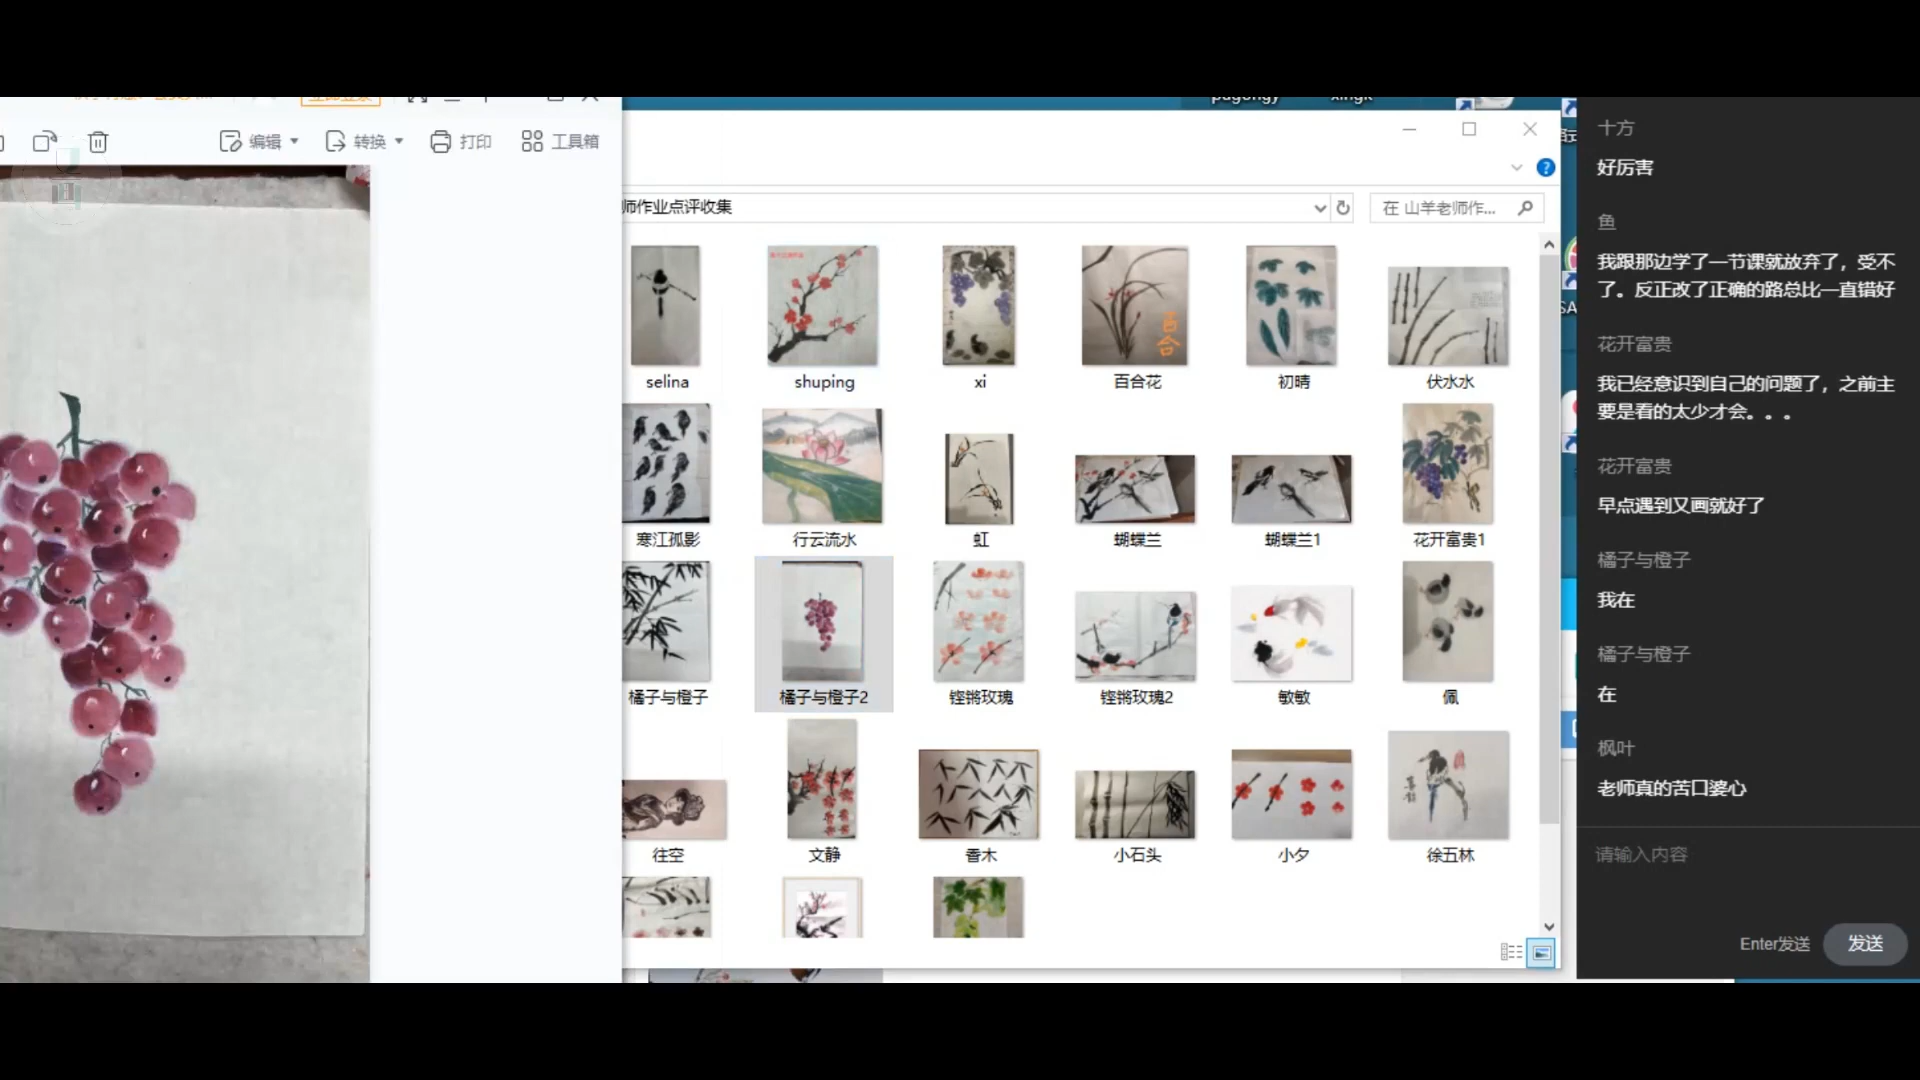 编辑
转换
打印
工具箱
师作业点评收集
在 山羊老师作...
selina
shuping
xi
百合花
初晴
伏水水
寒江孤影
行云流水
虹
蝴蝶兰
蝴蝶兰1
花开富贵1
橘子与橙子
橘子与橙子2
铿锵玫瑰
铿锵玫瑰2
敏敏
佩
往空
文静
香木
小石头
小夕
徐五林
百合
十方
好厉害
鱼
我跟那边学了一节课就放弃了，受不
了。反正改了正确的路总比一直错好
花开富贵
我已经意识到自己的问题了，之前主
要是看的太少才会。。。
花开富贵
早点遇到又画就好了
橘子与橙子
我在
橘子与橙子
在
枫叶
老师真的苦口婆心
请输入内容
Enter发送
发送